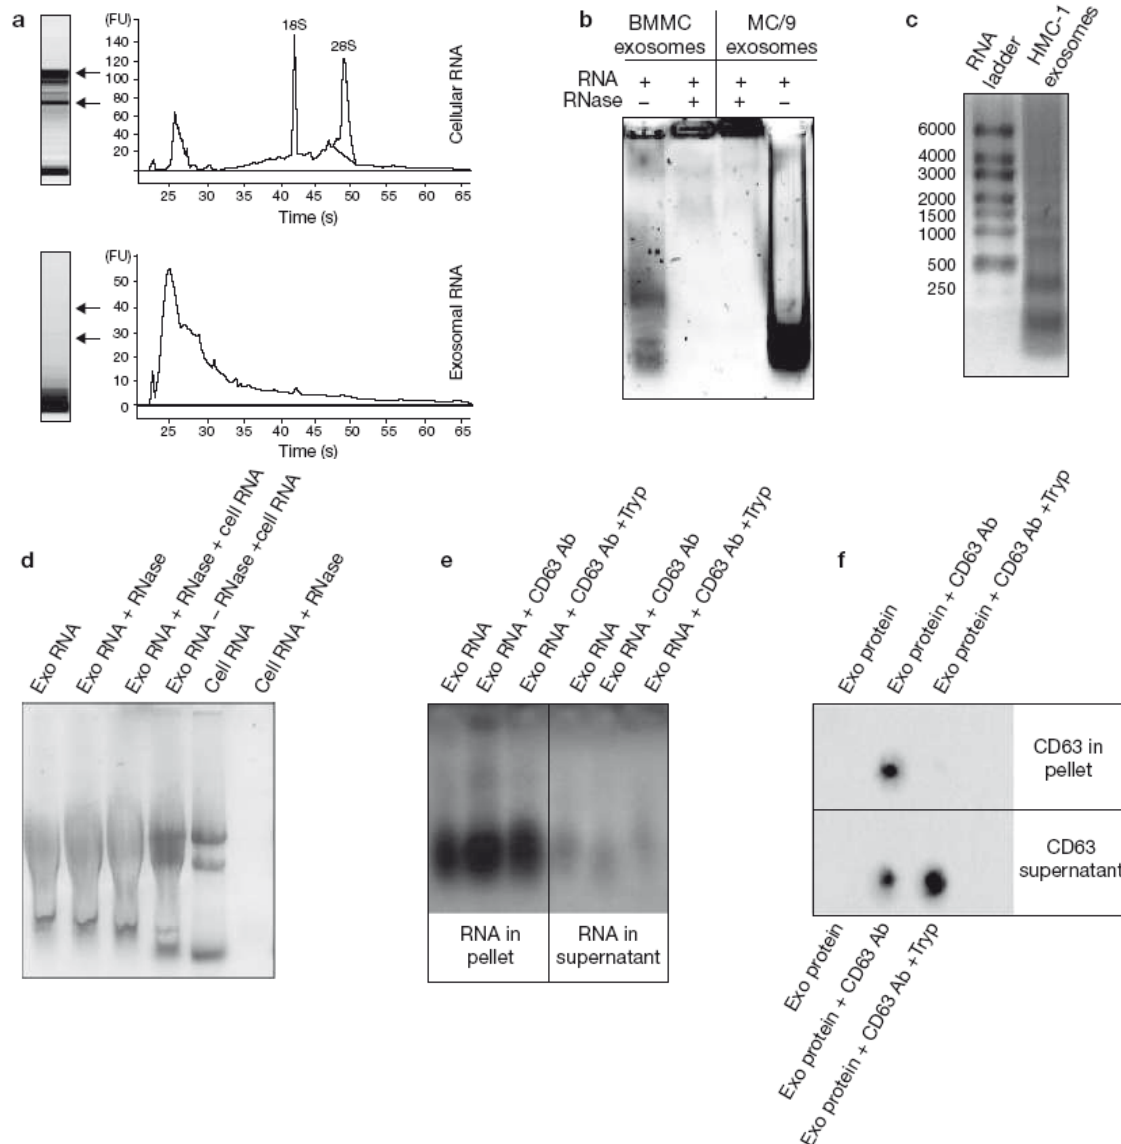 a
(FU)
140
120
100
80
60
40
20
18S
28S
Cellular RNA
25 30 35 40 45 50 55 60 65
Time (s)
(FU)
50
40
30
20
10
0
Exosomal RNA
25 30 35 40 45 50 55 60 65
Time (s)
b
BMMC MC/9
exosomes exosomes
RNA + + + +
RNase − + + −
c
RNA
ladder
HMC-1
exosomes
6000
4000
3000
2000
1500
1000
500
250
d
Exo RNA
Exo RNA + RNase
Exo RNA + RNase + cell RNA
Exo RNA − RNase +cell RNA
Cell RNA
Cell RNA + RNase
e
Exo RNA
Exo RNA + CD63 Ab
Exo RNA + CD63 Ab +Tryp
Exo RNA
Exo RNA + CD63 Ab
Exo RNA + CD63 Ab +Tryp
RNA in
pellet
RNA in
supernatant
f
Exo protein
Exo protein + CD63 Ab
Exo protein + CD63 Ab +Tryp
CD63 in
pellet
CD63
supernatant
Exo protein
Exo protein + CD63 Ab
Exo protein + CD63 Ab +Tryp